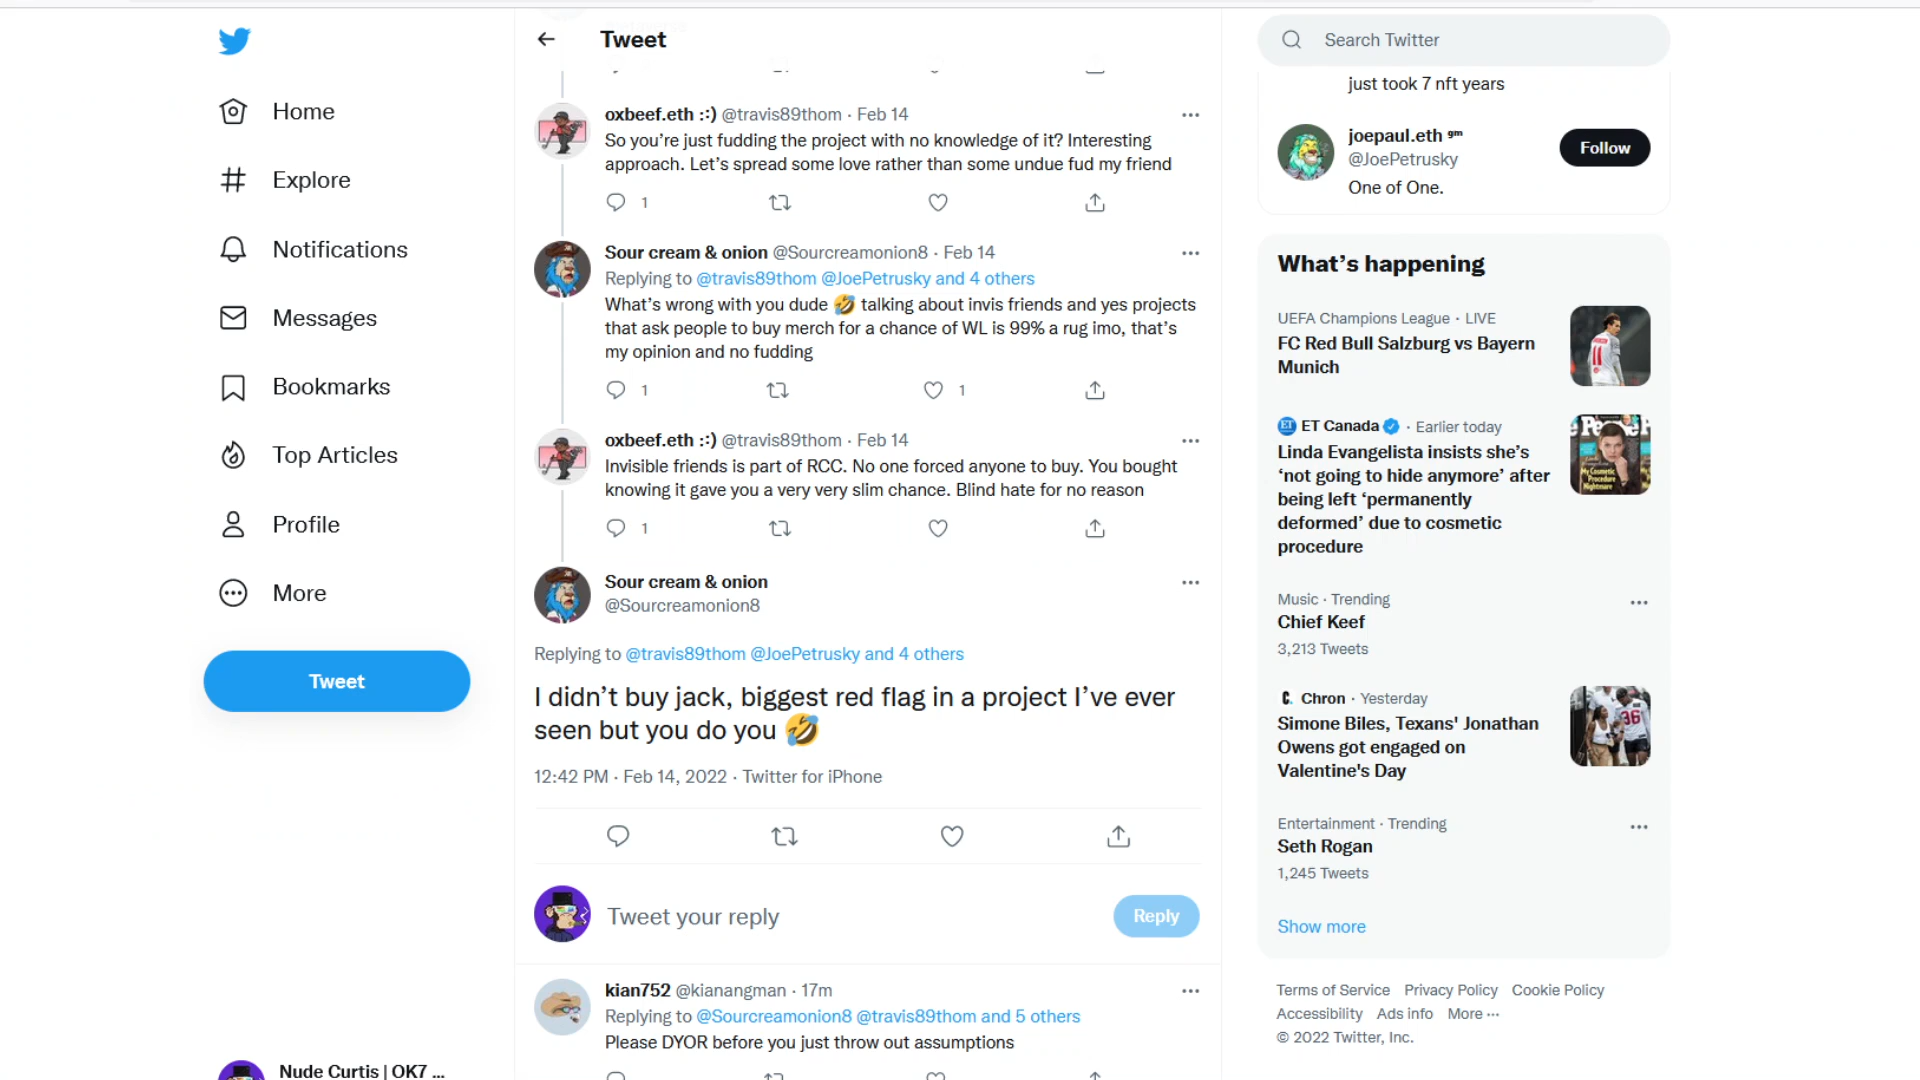 Home
Explore
Notifications
Messages
Bookmarks
Top Articles
Profile
More
Tweet
Nude Curtis | OK7 ...
Tweet
oxbeef.eth ::) @travis89thom · Feb 14
So you’re just fudding the project with no knowledge of it? Interesting
approach. Let’s spread some love rather than some undue fud my friend
1
Sour cream & onion @Sourcreamonion8 · Feb 14
Replying to @travis89thom @JoePetrusky and 4 others
What’s wrong with you dude 🤣 talking about invis friends and yes projects
that ask people to buy merch for a chance of WL is 99% a rug imo, that’s
my opinion and no fudding
1 1
oxbeef.eth ::) @travis89thom · Feb 14
Invisible friends is part of RCC. No one forced anyone to buy. You bought
knowing it gave you a very very slim chance. Blind hate for no reason
1
Sour cream & onion
@Sourcreamonion8
Replying to @travis89thom @JoePetrusky and 4 others
I didn’t buy jack, biggest red flag in a project I’ve ever
seen but you do you 🤣
12:42 PM · Feb 14, 2022 · Twitter for iPhone
Tweet your reply
Reply
kian752 @kianangman · 17m
Replying to @Sourcreamonion8 @travis89thom and 5 others
Please DYOR before you just throw out assumptions
Search Twitter
just took 7 nft years
joepaul.eth gm
@JoePetrusky
One of One.
Follow
What’s happening
UEFA Champions League · LIVE
FC Red Bull Salzburg vs Bayern
Munich
ET Canada · Earlier today
Linda Evangelista insists she’s
‘not going to hide anymore’ after
being left ‘permanently
deformed’ due to cosmetic
procedure
Music · Trending
Chief Keef
3,213 Tweets
Chron · Yesterday
Simone Biles, Texans' Jonathan
Owens got engaged on
Valentine's Day
Entertainment · Trending
Seth Rogan
1,245 Tweets
Show more
Terms of Service Privacy Policy Cookie Policy
Accessibility Ads info More ···
© 2022 Twitter, Inc.